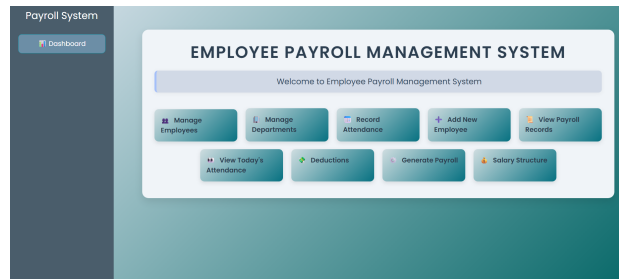 Payroll System
Dashboard
EMPLOYEE PAYROLL MANAGEMENT SYSTEM
Welcome to Employee Payroll Management System
Manage
Employees
Manage
Departments
Record
Attendance
Add New
Employee
View Payroll
Records
View Today's
Attendance
Deductions
Generate Payroll
Salary Structure